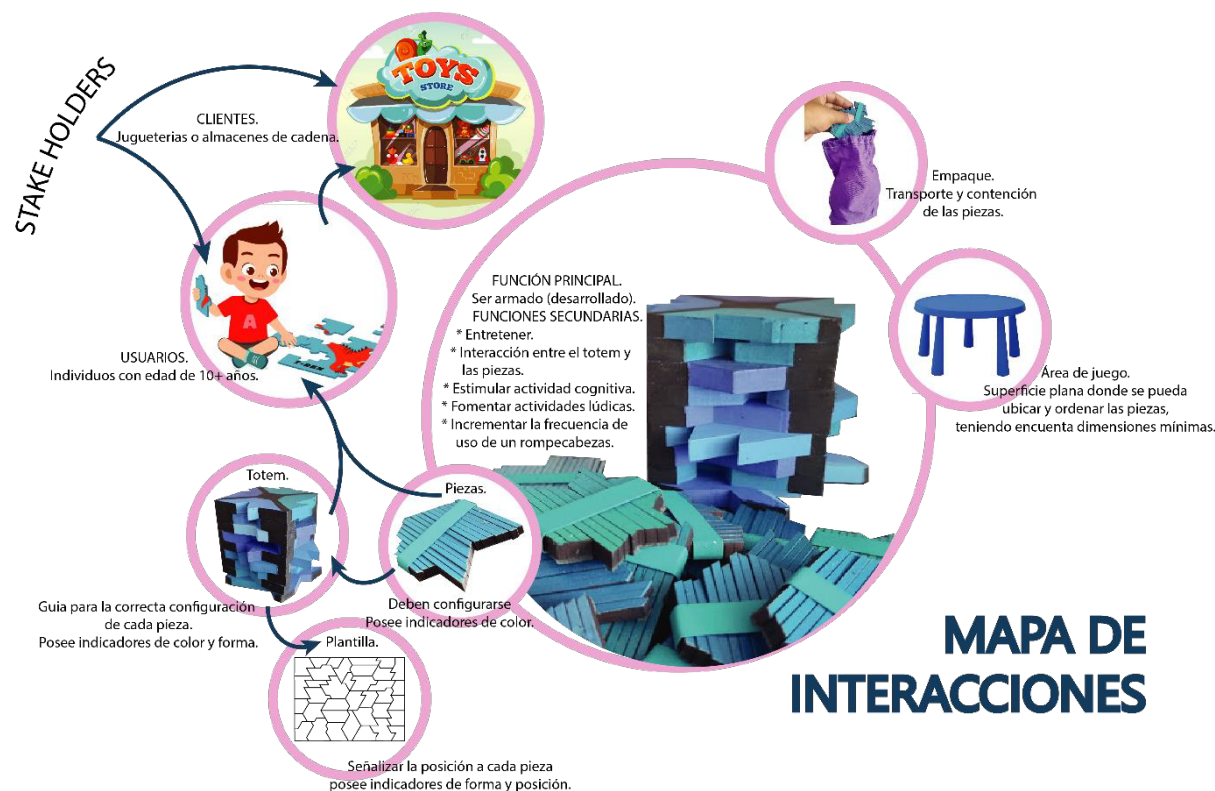 STAKE HOLDERS
TOYS
STORE
CLIENTES.
Jugueterias o almacenes de cadena.
A
USUARIOS.
Individuos con edad de 10+ años.
FUNCIÓN PRINCIPAL.
Ser armado (desarrollado).
FUNCIONES SECUNDARIAS.
* Entretener.
* Interacción entre el totem y
las piezas.
* Estimular actividad cognitiva.
* Fomentar actividades lúdicas.
* Incrementar la frecuencia de
uso de un rompecabezas.
Empaque.
Transporte y contención
de las piezas.
Área de juego.
Superficie plana donde se pueda
ubicar y ordenar las piezas,
teniendo encuenta dimensiones mínimas.
Totem.
Guia para la correcta configuración
de cada pieza.
Posee indicadores de color y forma.
Piezas.
Deben configurarse
Posee indicadores de color.
Plantilla.
Señalizar la posición a cada pieza
posee indicadores de forma y posición.
MAPA DE
INTERACCIONES